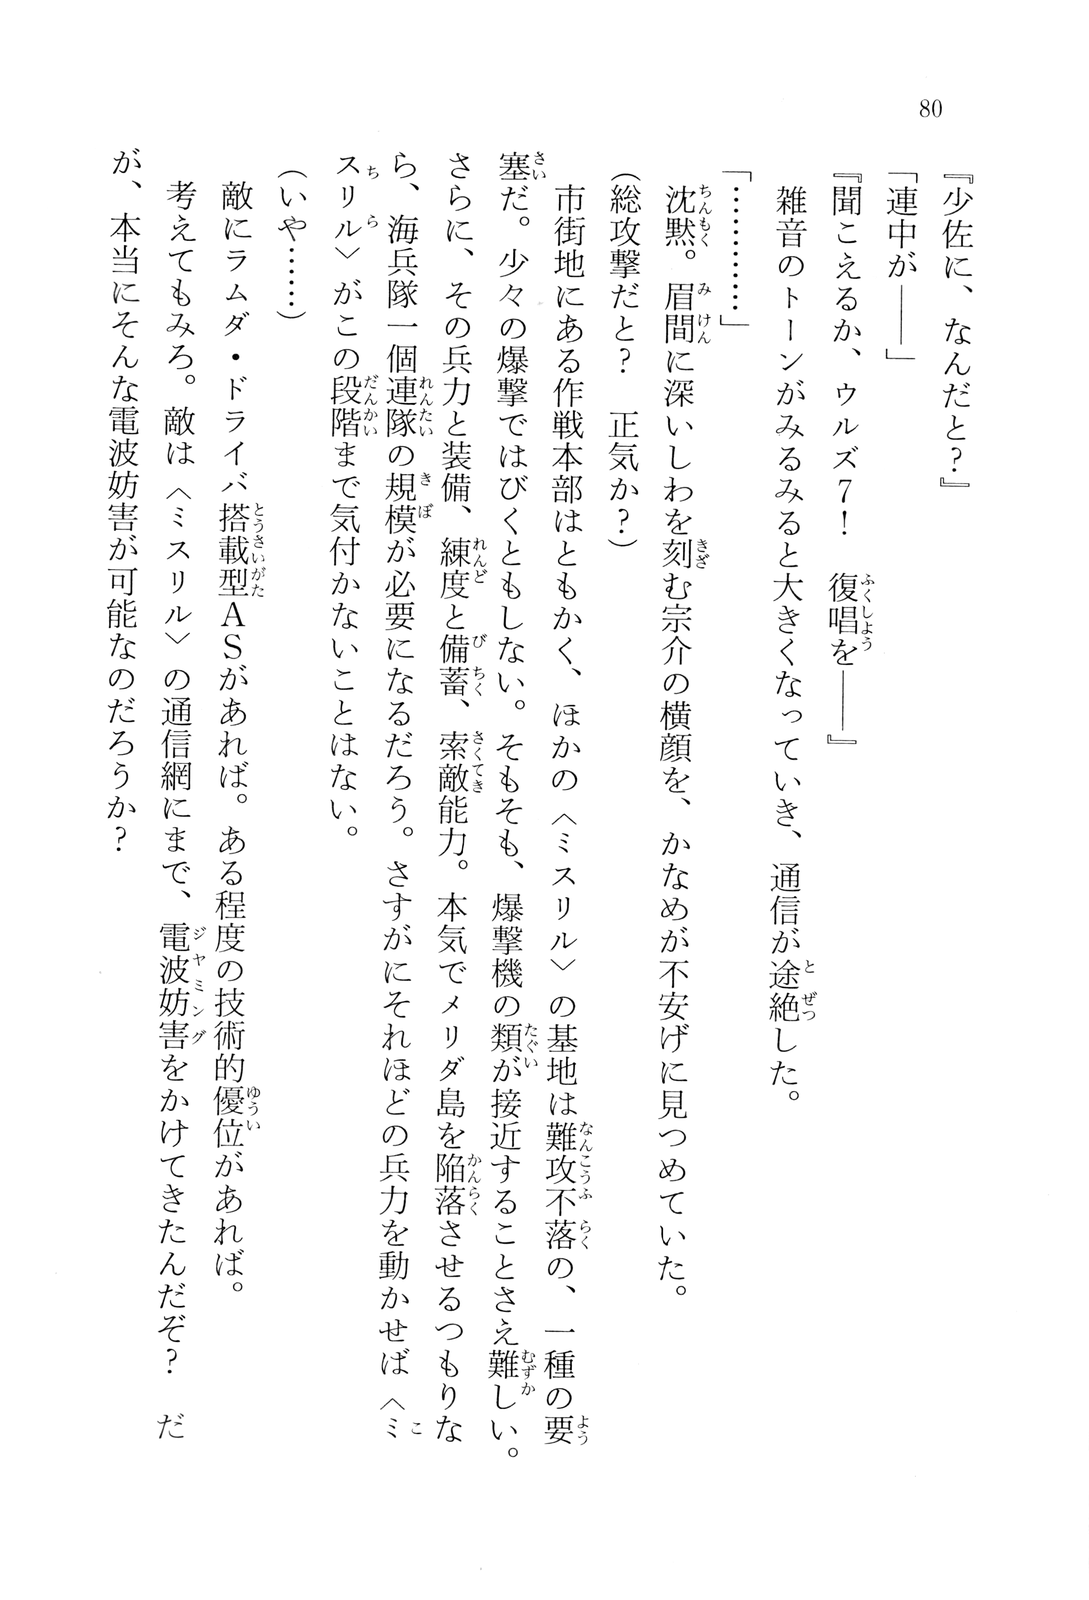 80
『少佐に、なんだと？』
「連中が――」
『聞こえるか、ウルズ7！　復唱を――』
雑音のトーンがみるみると大きくなっていき、通信が途絶した。
「…………」
沈黙。眉間に深いしわを刻む宗介の横顔を、かなめが不安げに見つめていた。
（総攻撃だと？　正気か？）
市街地にある作戦本部はともかく、ほかの〈ミスリル〉の基地は難攻不落の、一種の要
塞だ。少々の爆撃ではびくともしない。そもそも、爆撃機の類が接近することさえ難しい。
さらに、その兵力と装備、練度と備蓄、索敵能力。本気でメリダ島を陥落させるつもりな
ら、海兵隊一個連隊の規模が必要になるだろう。さすがにそれほどの兵力を動かせば〈ミ
スリル〉がこの段階まで気付かないことはない。
（いや……）
敵にラムダ・ドライバ搭載型ASがあれば。ある程度の技術的優位があれば。
考えてもみろ。敵は〈ミスリル〉の通信網にまで、電波妨害をかけてきたんだぞ？　だ
が、本当にそんな電波妨害が可能なのだろうか？